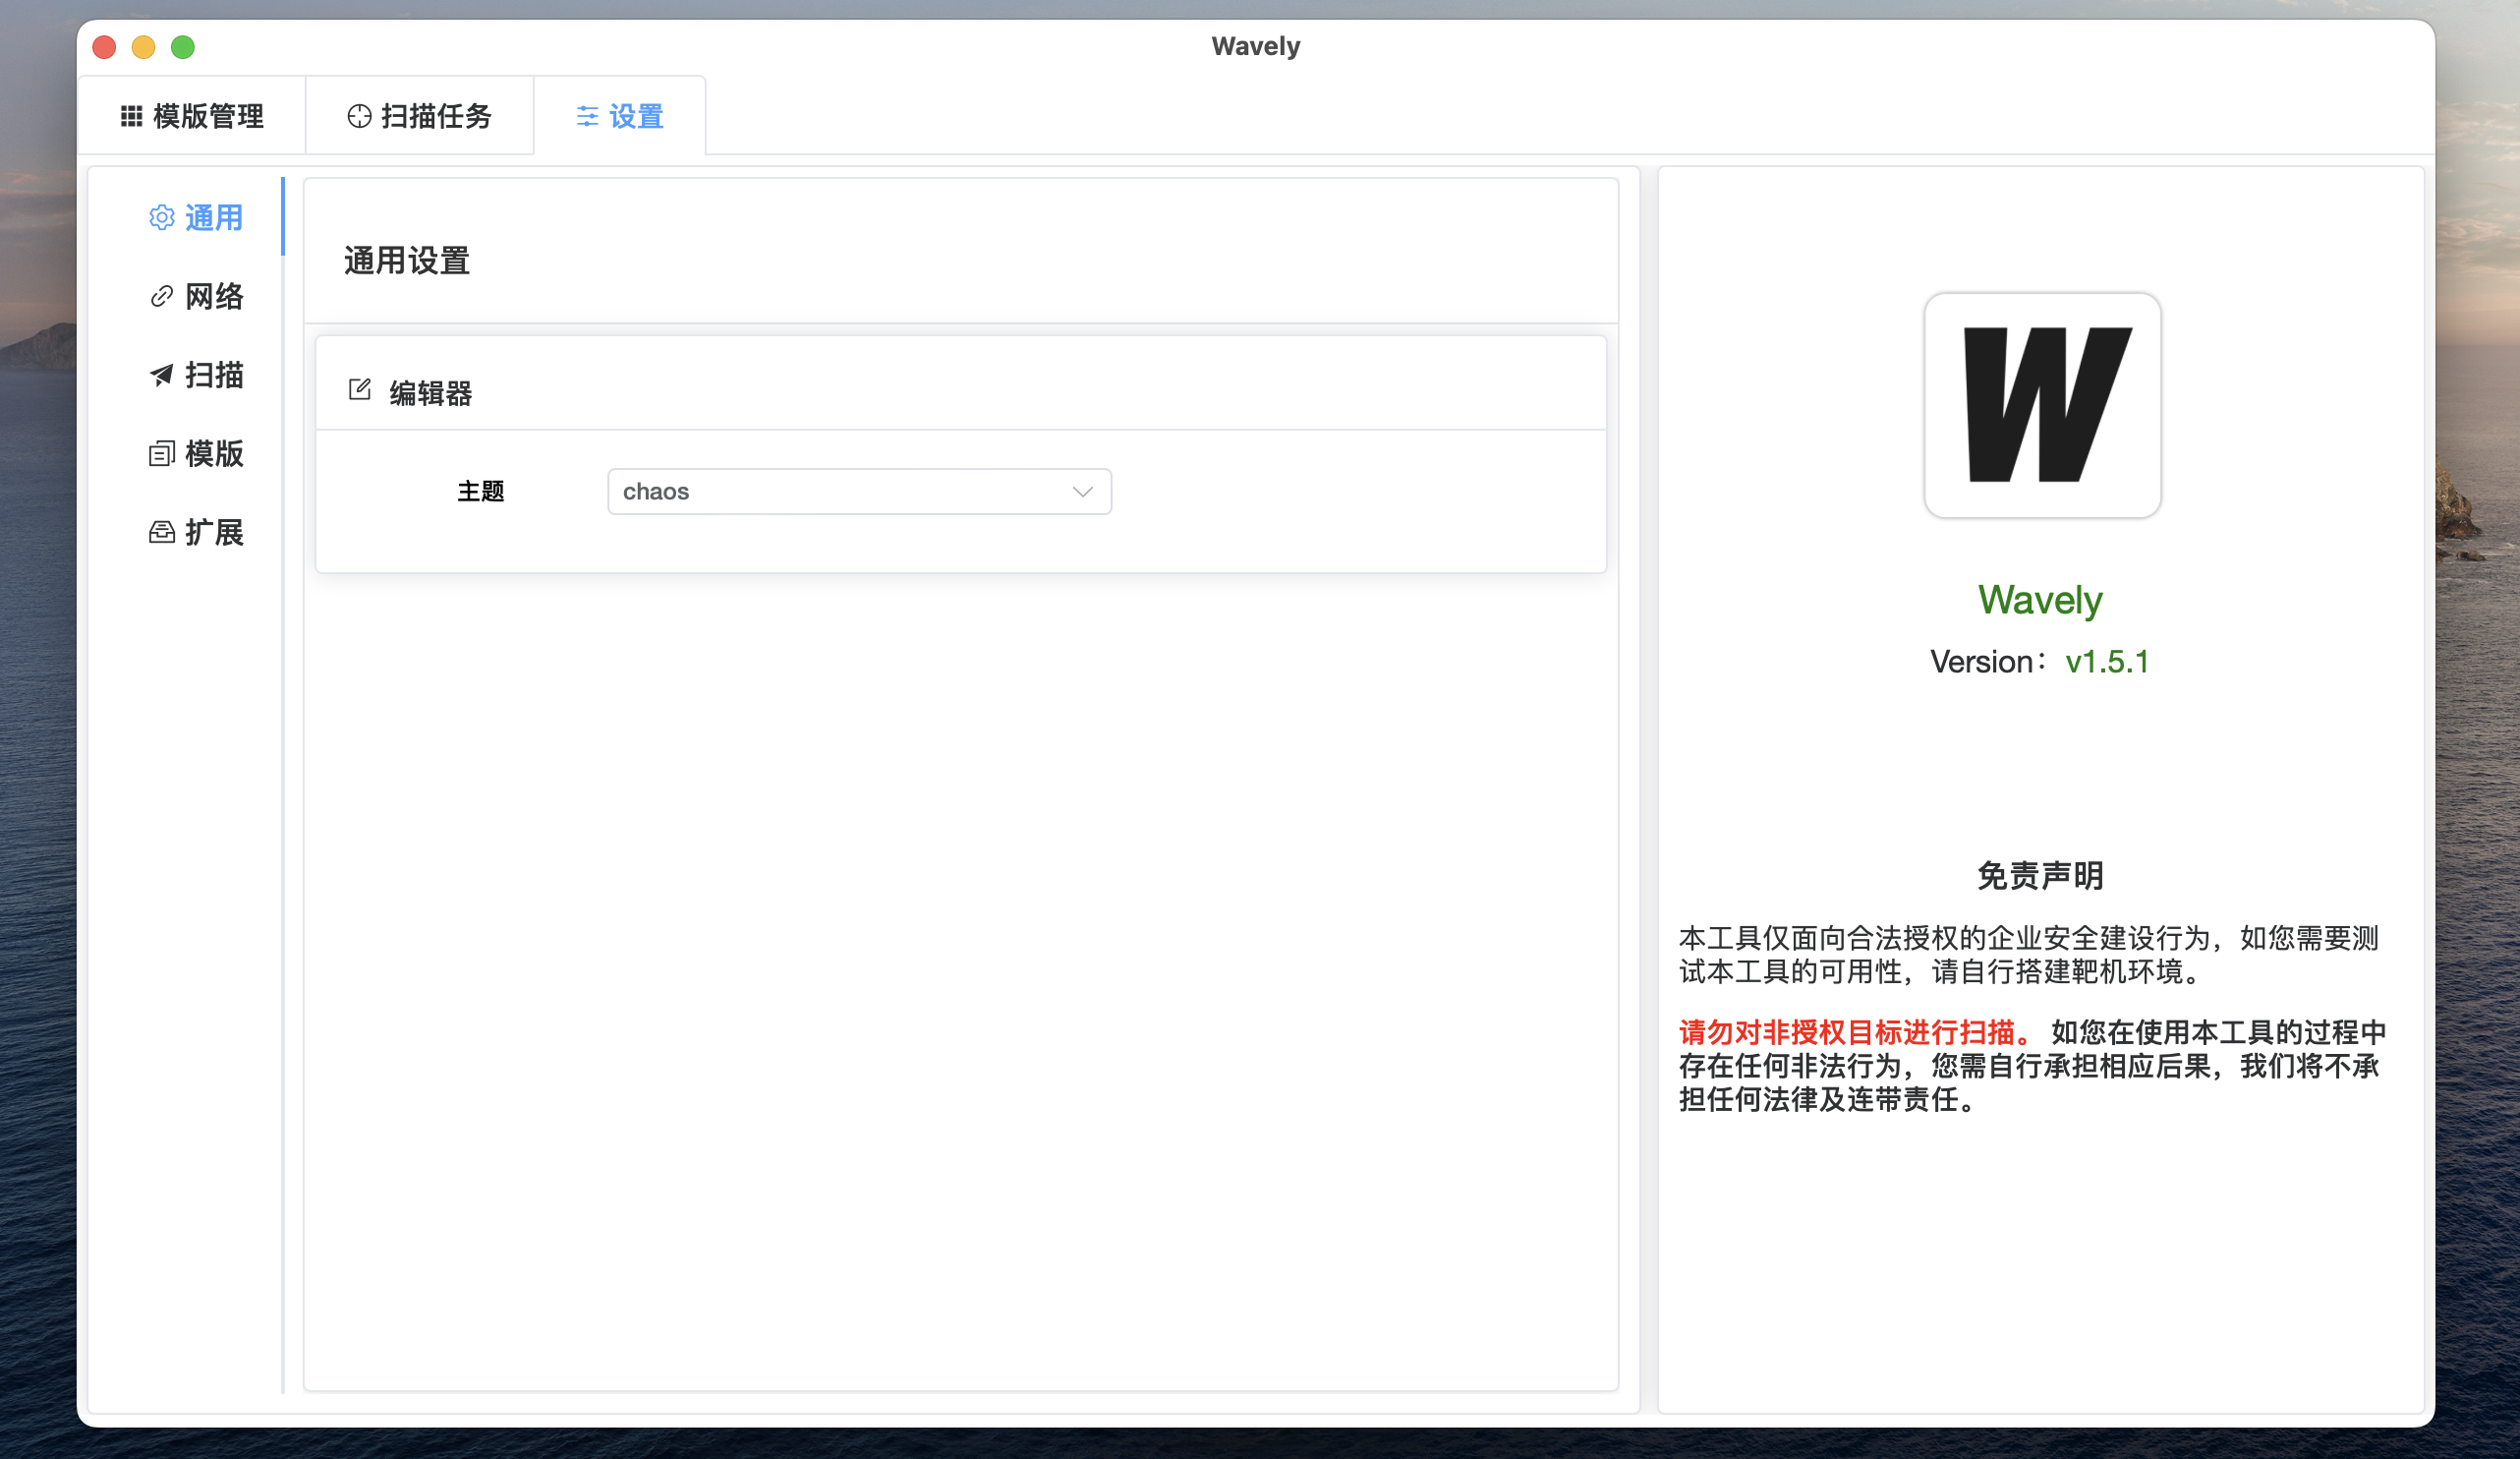 Wavely
模版管理
扫描任务
设置
通用
网络
扫描
模版
扩展
通用设置
编辑器
主题
chaos
W
Wavely
Version：v1.5.1
免责声明
本工具仅面向合法授权的企业安全建设行为，如您需要测
试本工具的可用性，请自行搭建靶机环境。
请勿对非授权目标进行扫描。 如您在使用本工具的过程中
存在任何非法行为，您需自行承担相应后果，我们将不承
担任何法律及连带责任。